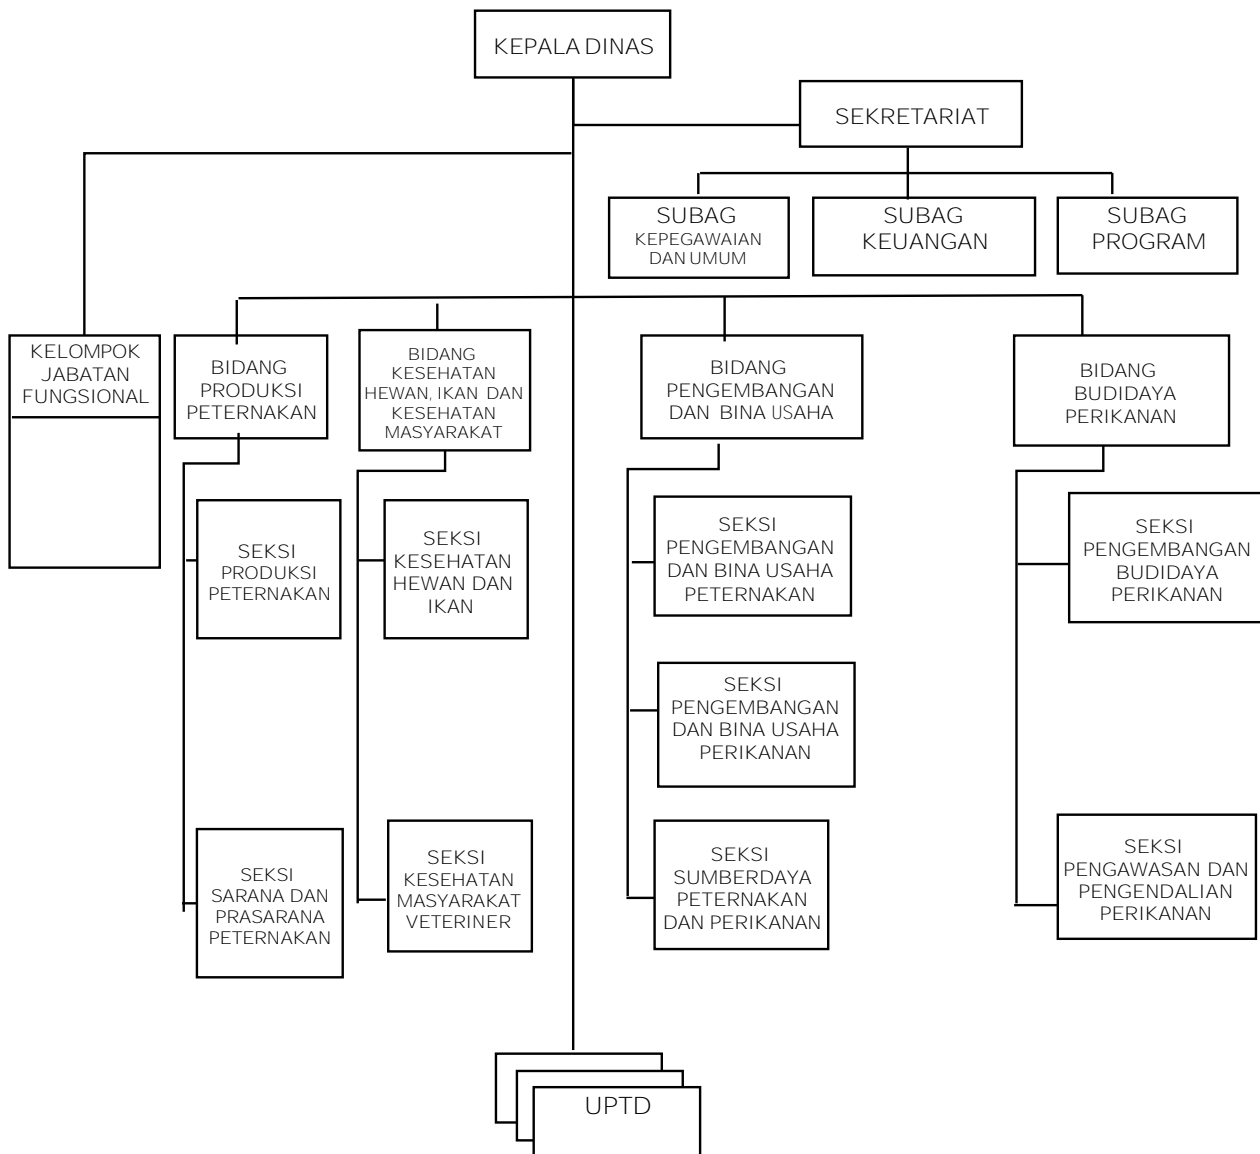 KEPALA DINAS
SEKRETARIAT
SUBAG
KEPEGAWAIAN
DAN UMUM
SUBAG
KEUANGAN
SUBAG
PROGRAM
KELOMPOK
JABATAN
FUNGSIONAL
BIDANG
PRODUKSI
PETERNAKAN
BIDANG
KESEHATAN
HEWAN, IKAN DAN
KESEHATAN
MASYARAKAT
BIDANG
PENGEMBANGAN
DAN BINA USAHA
BIDANG
BUDIDAYA
PERIKANAN
SEKSI
PRODUKSI
PETERNAKAN
SEKSI
KESEHATAN
HEWAN DAN
IKAN
SEKSI
PENGEMBANGAN
DAN BINA USAHA
PETERNAKAN
SEKSI
PENGEMBANGAN
BUDIDAYA
PERIKANAN
SEKSI
PENGEMBANGAN
DAN BINA USAHA
PERIKANAN
SEKSI
SARANA DAN
PRASARANA
PETERNAKAN
SEKSI
KESEHATAN
MASYARAKAT
VETERINER
SEKSI
SUMBERDAYA
PETERNAKAN
DAN PERIKANAN
SEKSI
PENGAWASAN DAN
PENGENDALIAN
PERIKANAN
UPTD